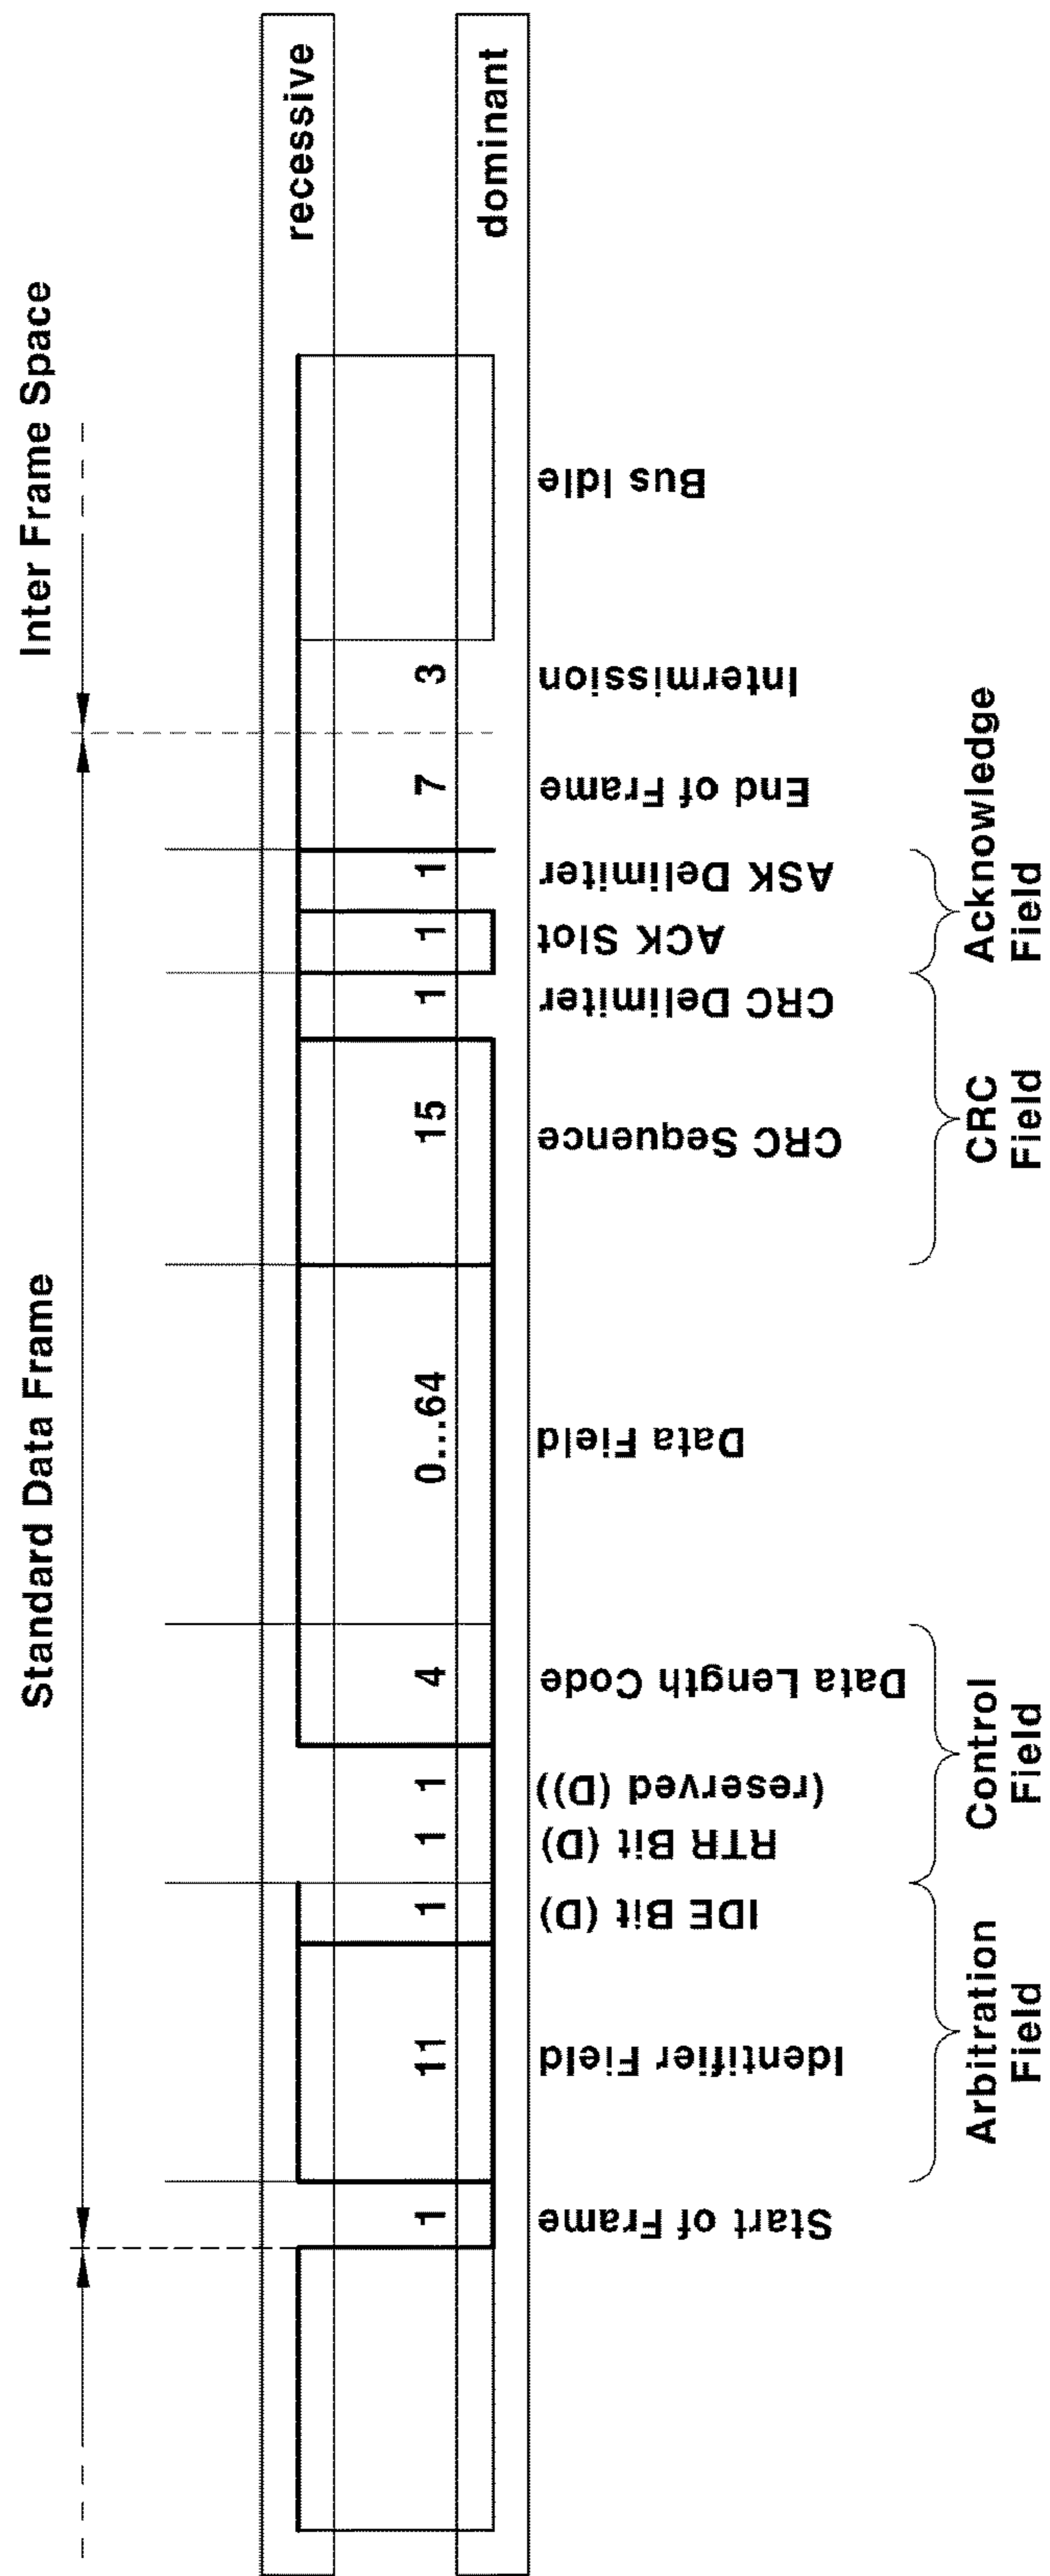 Standard Data Frame
Inter Frame Space
recessive
1
11
1
1
1
4
0...64
15
1
1
1
7
3
dominant
Start of Frame
Identifier Field
IDE Bit (D)
RTR Bit (D)
(reserved (D))
Data Length Code
Data Field
CRC Sequence
CRC Delimiter
ACK Slot
ASK Delimiter
End of Frame
Intermission
Bus Idle
Arbitration
Field
Control
Field
CRC
Field
Acknowledge
Field